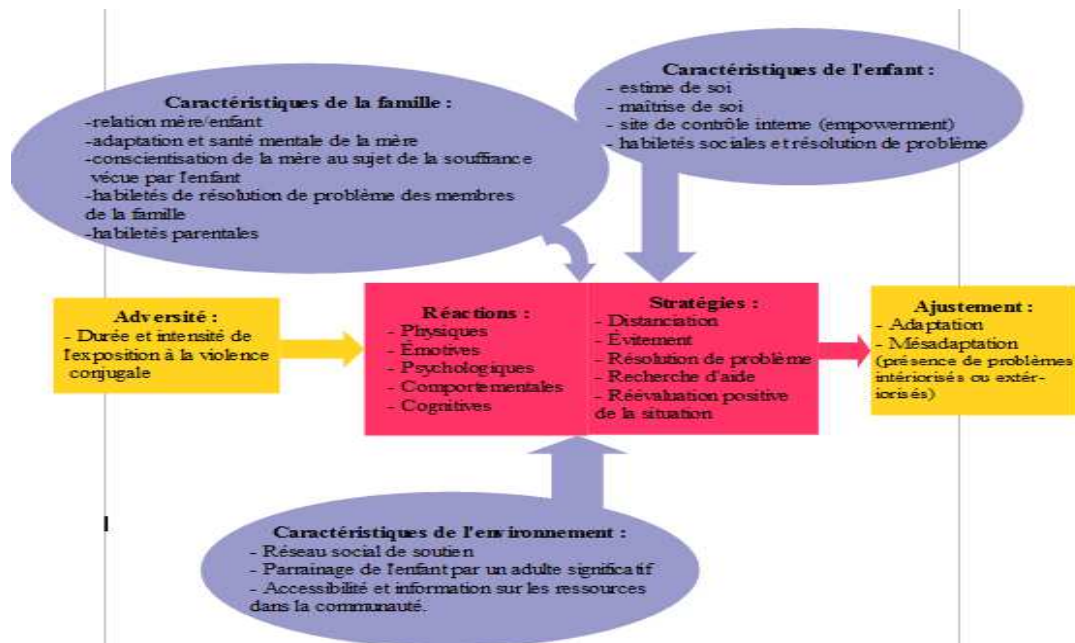 Caractéristiques de la famille :
-relation mère/enfant
-adaptation et santé mentale de la mère
-conscientisation de la mère au sujet de la souffrance
vécue par l'enfant
-habiletés de résolution de problème des membres
de la famille
-habiletés parentales
Caractéristiques de l'enfant :
- estime de soi
- maîtrise de soi
- site de contrôle interne (empowerment)
- habiletés sociales et résolution de problème
Adversité :
- Durée et intensité de
l'exposition à la violence
conjugale
Réactions :
- Physiques
- Émotives
- Psychologiques
- Comportementales
- Cognitives
Stratégies :
- Distanciation
- Évitement
- Résolution de problème
- Recherche d'aide
- Réévaluation positive
de la situation
Ajustement :
- Adaptation
- Mésadaptation
(présence de problèmes
intériorisés ou extér-
iorisés)
Caractéristiques de l'environnement :
- Réseau social de soutien
- Parrainage de l'enfant par un adulte significatif
- Accessibilité et information sur les ressources
dans la communauté.